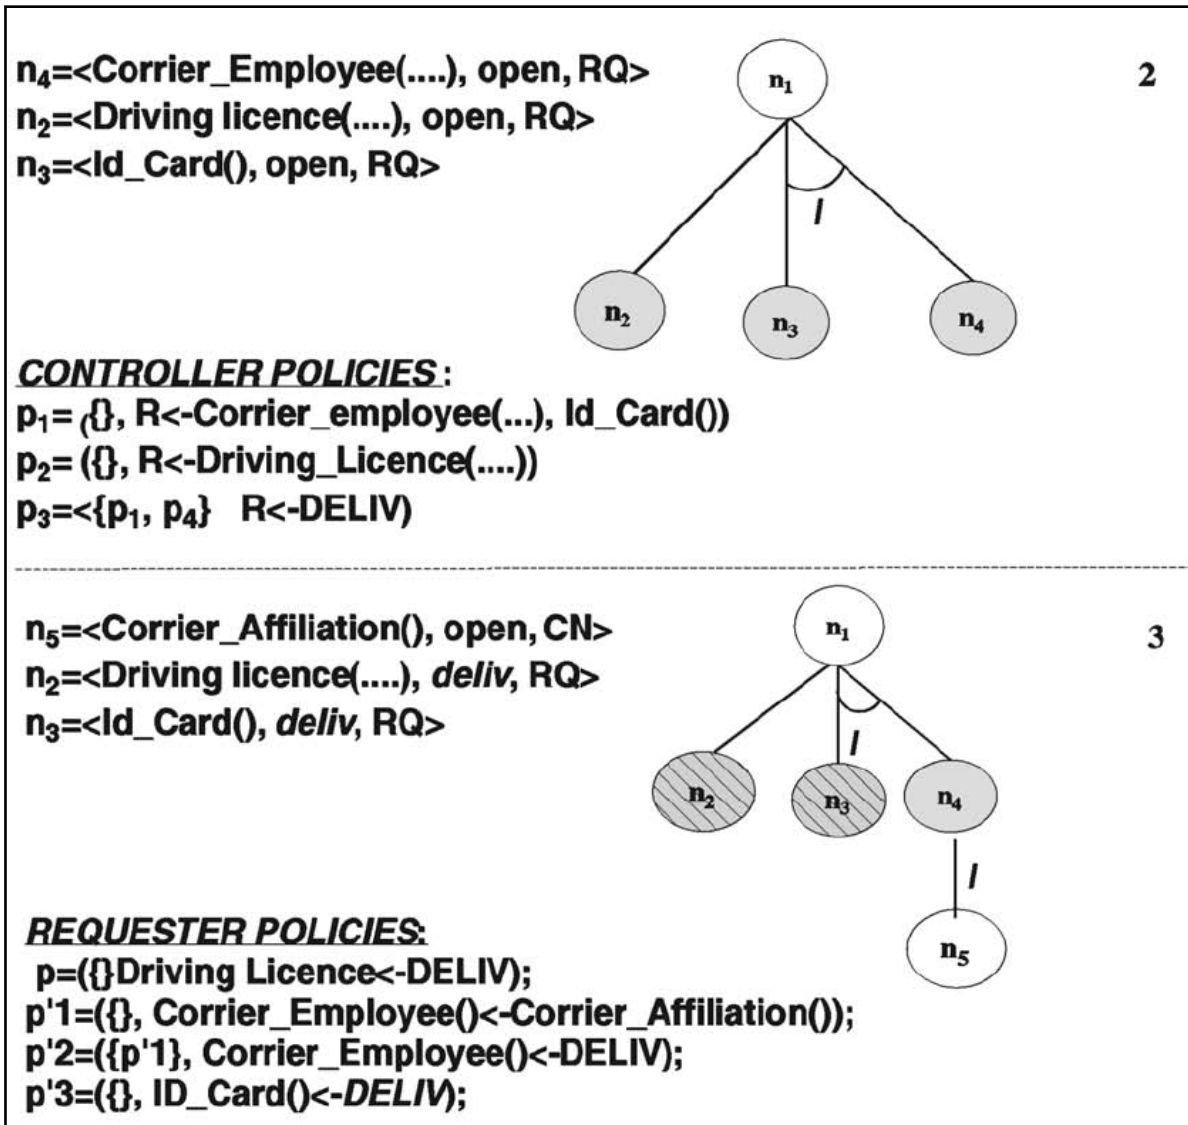 n₄=<Corrier_Employee(....), open, RQ>
n₂=<Driving licence(....), open, RQ>
n₃=<Id_Card(), open, RQ>
2
n₁
l
n₂
n₃
n₄
CONTROLLER POLICIES :
p₁= ({}, R<-Corrier_employee(...), Id_Card())
p₂= ({}, R<-Driving_Licence(....))
p₃=<{p₁, p₄} R<-DELIV)
n₅=<Corrier_Affiliation(), open, CN>
n₂=<Driving licence(....), deliv, RQ>
n₃=<Id_Card(), deliv, RQ>
3
n₁
l
n₂
n₃
n₄
l
n₅
REQUESTER POLICIES:
p=({}Driving Licence<-DELIV);
p'1=({}, Corrier_Employee()<-Corrier_Affiliation());
p'2=({p'1}, Corrier_Employee()<-DELIV);
p'3=({}, ID_Card()<-DELIV);